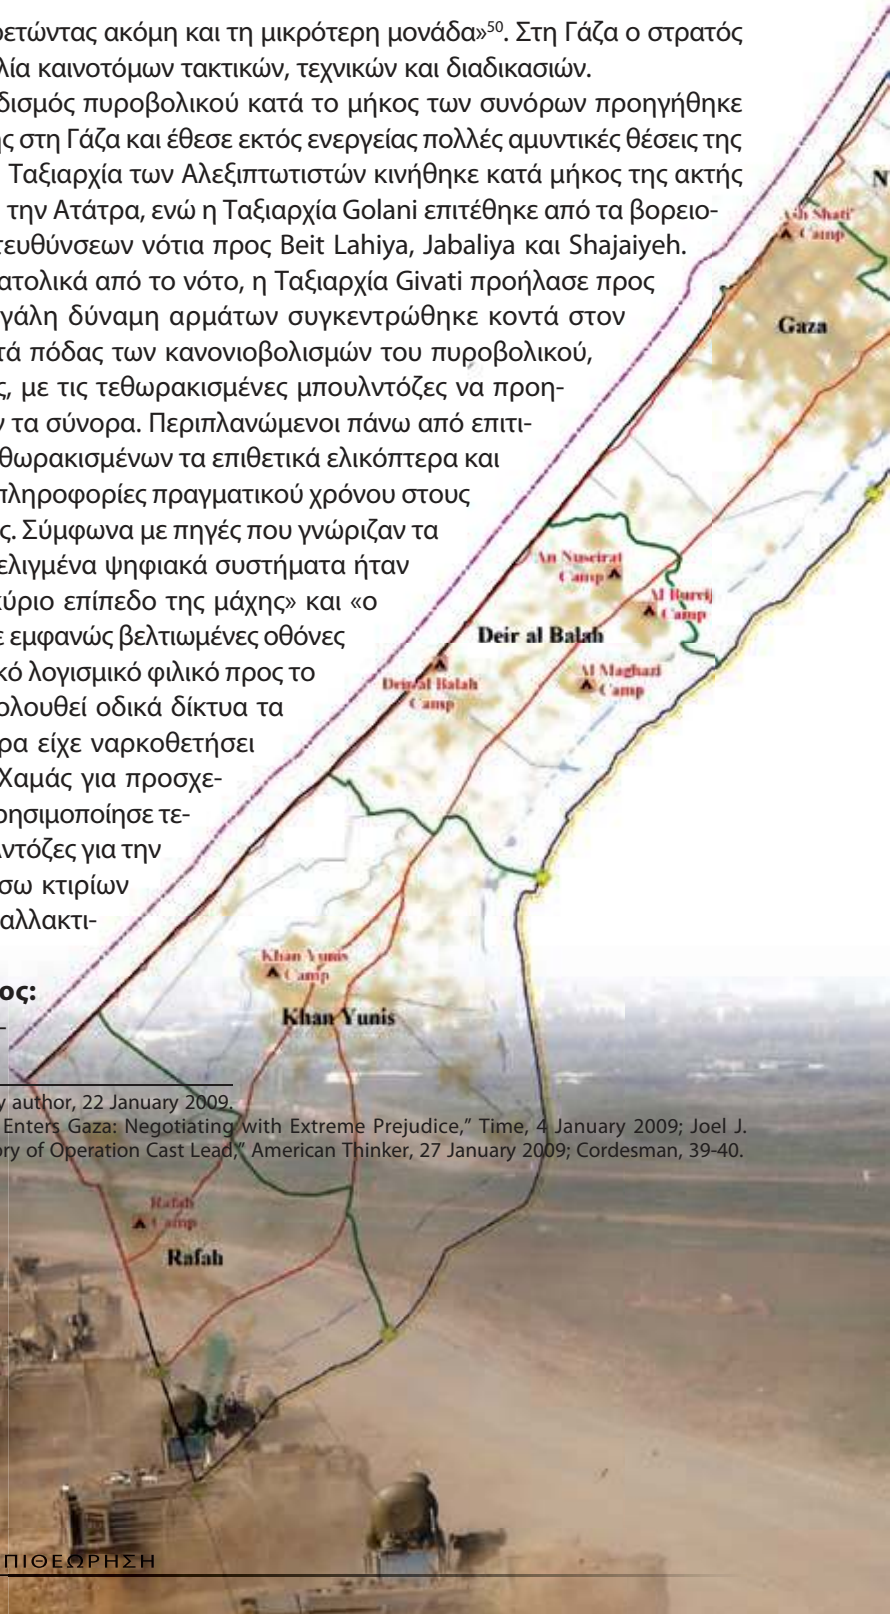 ρετώντας ακόμη και τη μικρότερη μονάδα»⁵⁰. Στη Γάζα ο στρατός
λία καινοτόμων τακτικών, τεχνικών και διαδικασιών.
δισμός πυροβολικού κατά το μήκος των συνόρων προηγήθηκε
ης στη Γάζα και έθεσε εκτός ενεργείας πολλές αμυντικές θέσεις της
Ταξιαρχία των Αλεξιπτωτιστών κινήθηκε κατά μήκος της ακτής
την Ατάτρα, ενώ η Ταξιαρχία Golani επιτέθηκε από τα βορειο-
τευθύνσεων νότια προς Beit Lahiya, Jabaliya και Shajaiyeh.
ατολικά από το νότο, η Ταξιαρχία Givati προήλασε προς
γάλη δύναμη αρμάτων συγκεντρώθηκε κοντά στον
τά πόδας των κανονιοβολισμών του πυροβολικού,
ς, με τις τεθωρακισμένες μπουλντόζες να προη-
ν τα σύνορα. Περιπλανώμενοι πάνω από επιτι-
θωρακισμένων τα επιθετικά ελικόπτερα και
πληροφορίες πραγματικού χρόνου στους
ς. Σύμφωνα με πηγές που γνώριζαν τα
ελιγμένα ψηφιακά συστήματα ήταν
κύριο επίπεδο της μάχης» και «ο
ε εμφανώς βελτιωμένες οθόνες
κό λογισμικό φιλικό προς το
ολουθεί οδικά δίκτυα τα
ρα είχε ναρκοθετήσει
Χαμάς για προσχε-
ρησιμοποίησε τε-
λντόζες για την
σω κτιρίων
αλλακτι-
ος:
–
y author, 22 January 2009.
Enters Gaza: Negotiating with Extreme Prejudice,” Time, 4 January 2009; Joel J.
ory of Operation Cast Lead,” American Thinker, 27 January 2009; Cordesman, 39-40.
N
Ash Shati'
Camp
Gaza
An Nuseirat
Camp
Al Bureij
Camp
Deir al Balah
Al Maghazi
Camp
Deir al Balah
Camp
Khan Yunis
Camp
Khan Yunis
Rafah
Camp
Rafah
ΠΙΘΕΩΡΗΣΗ